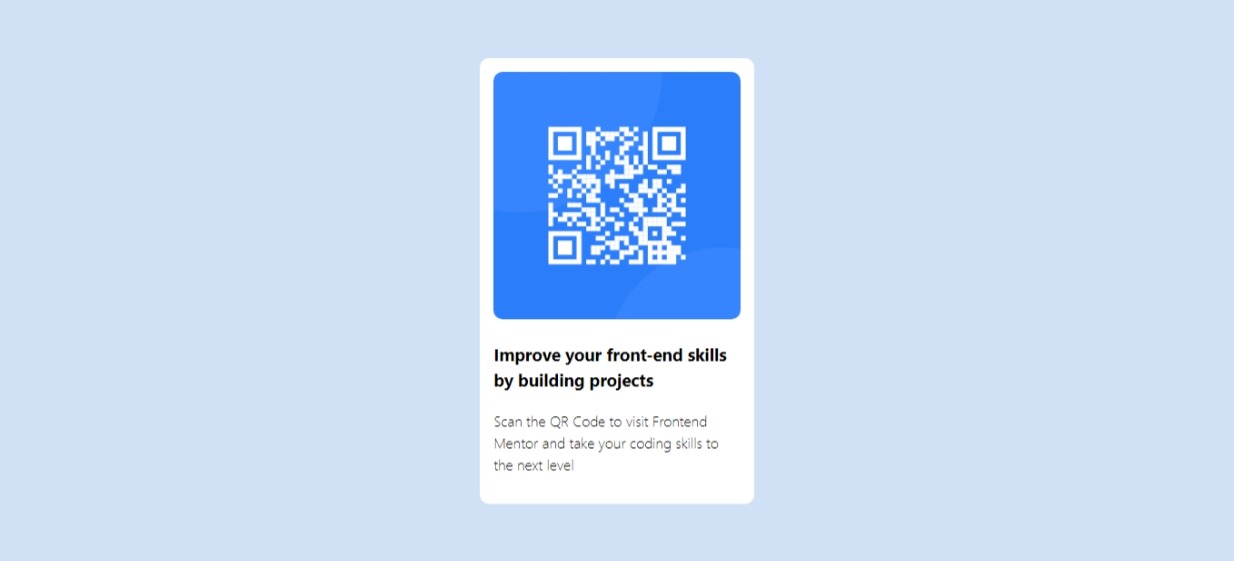 Improve your front-end skills
by building projects
Scan the QR Code to visit Frontend
Mentor and take your coding skills to
the next level